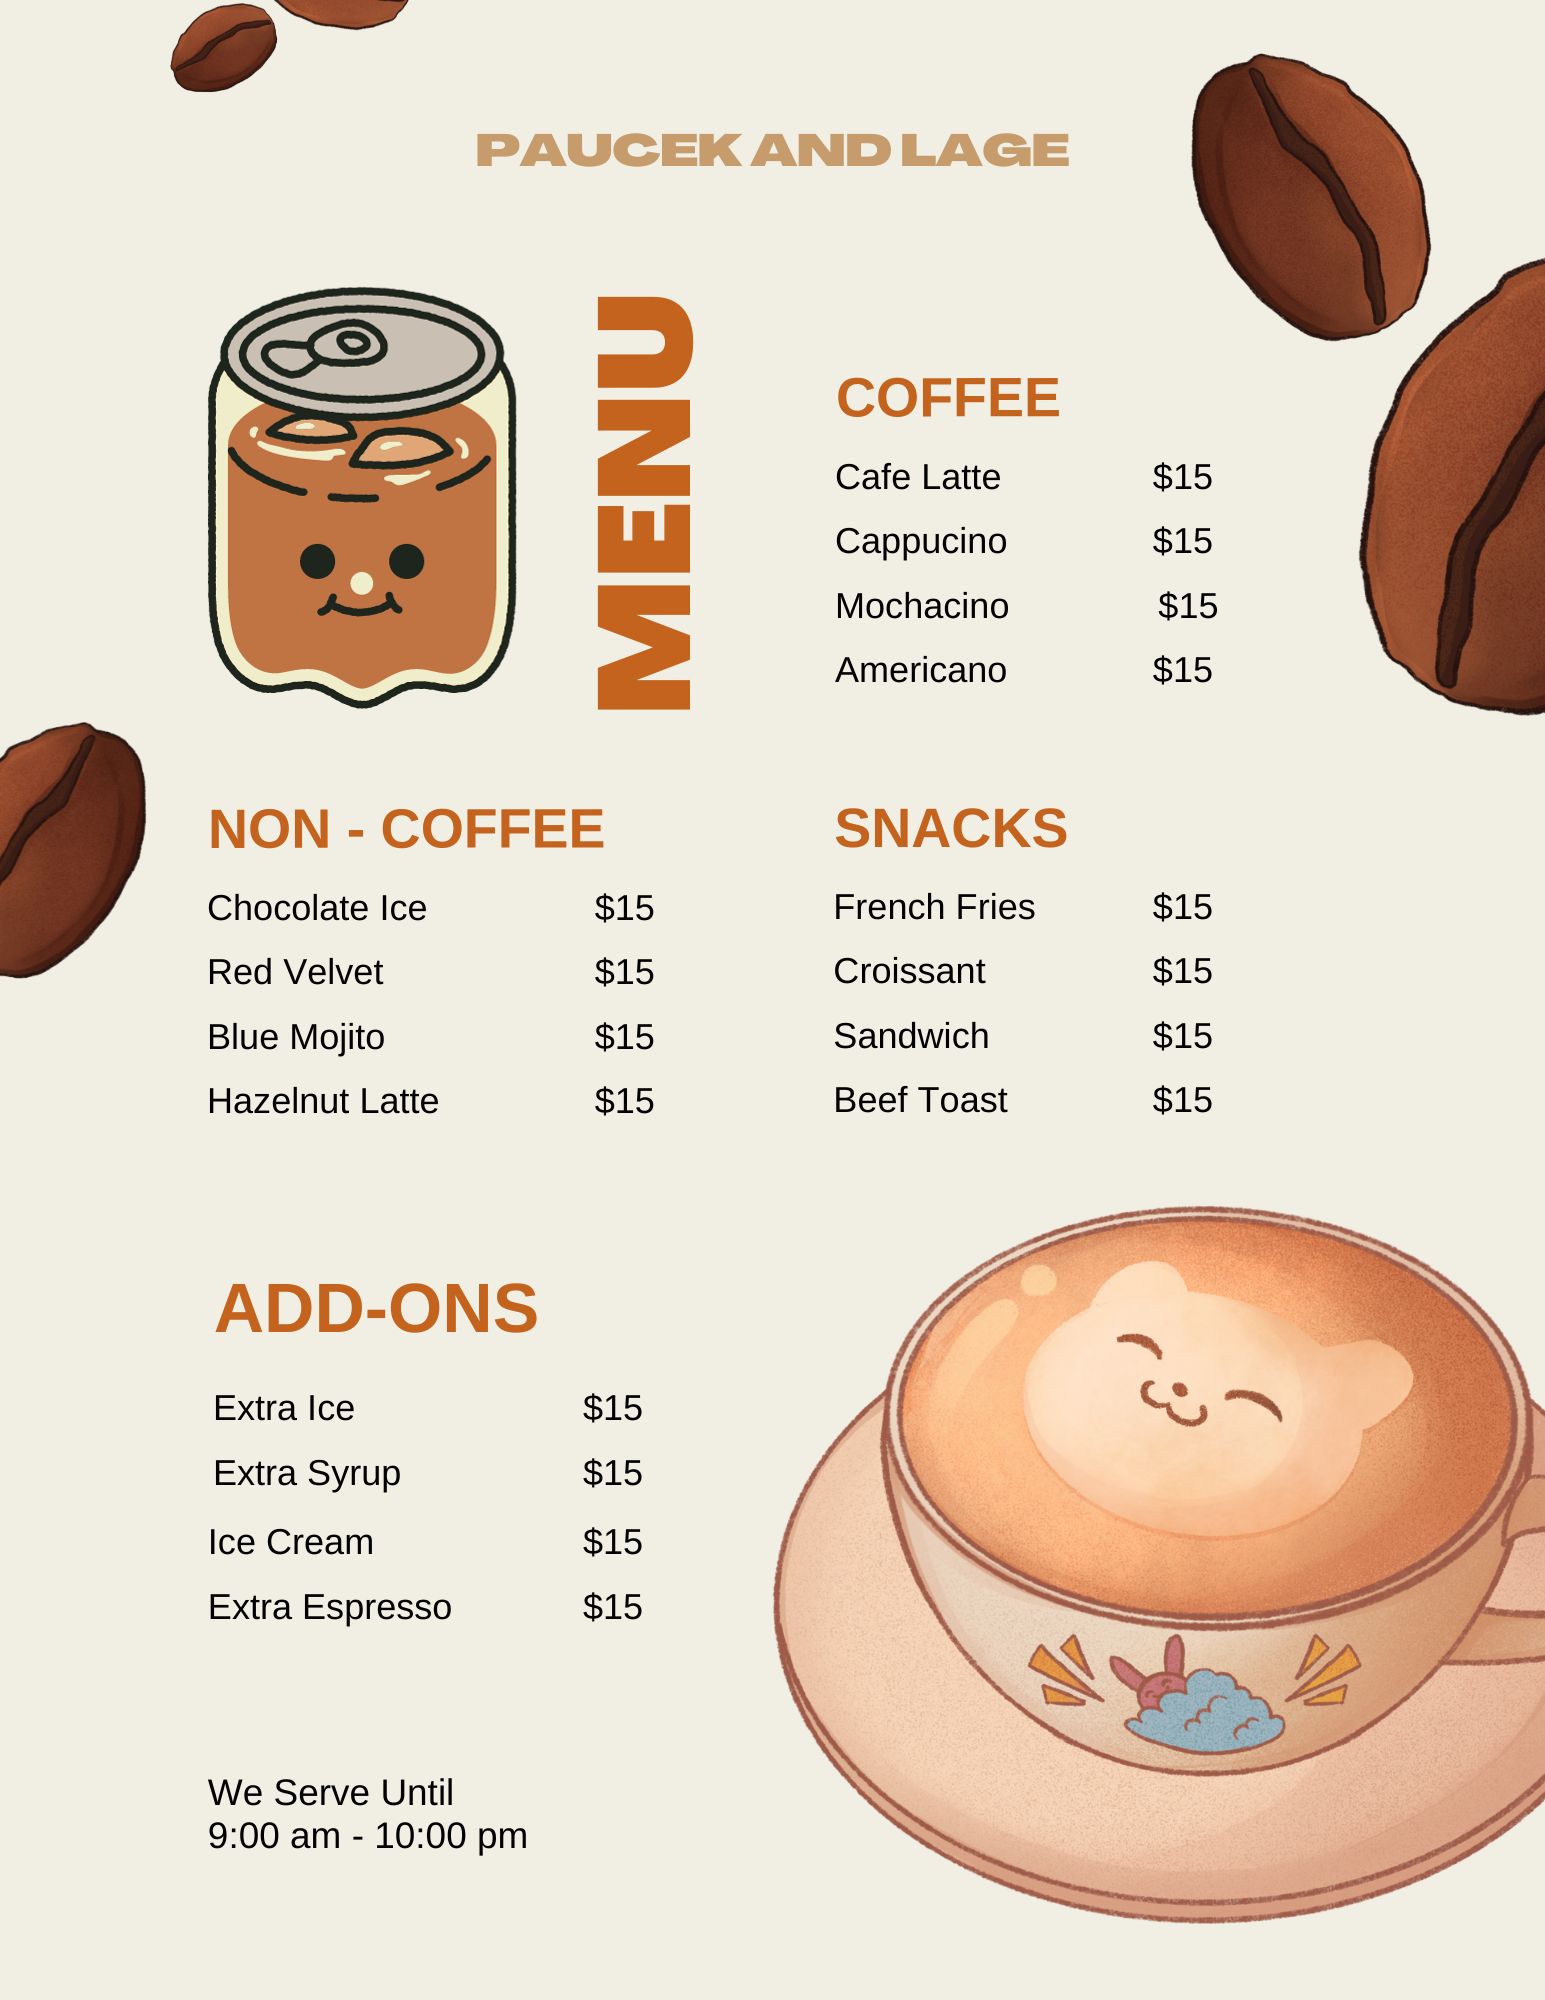 PAUCEK AND LAGE
MENU
COFFEE
Cafe Latte $15
Cappucino $15
Mochacino $15
Americano $15
NON - COFFEE
Chocolate Ice $15
Red Velvet $15
Blue Mojito $15
Hazelnut Latte $15
SNACKS
French Fries $15
Croissant $15
Sandwich $15
Beef Toast $15
ADD-ONS
Extra Ice $15
Extra Syrup $15
Ice Cream $15
Extra Espresso $15
We Serve Until
9:00 am - 10:00 pm